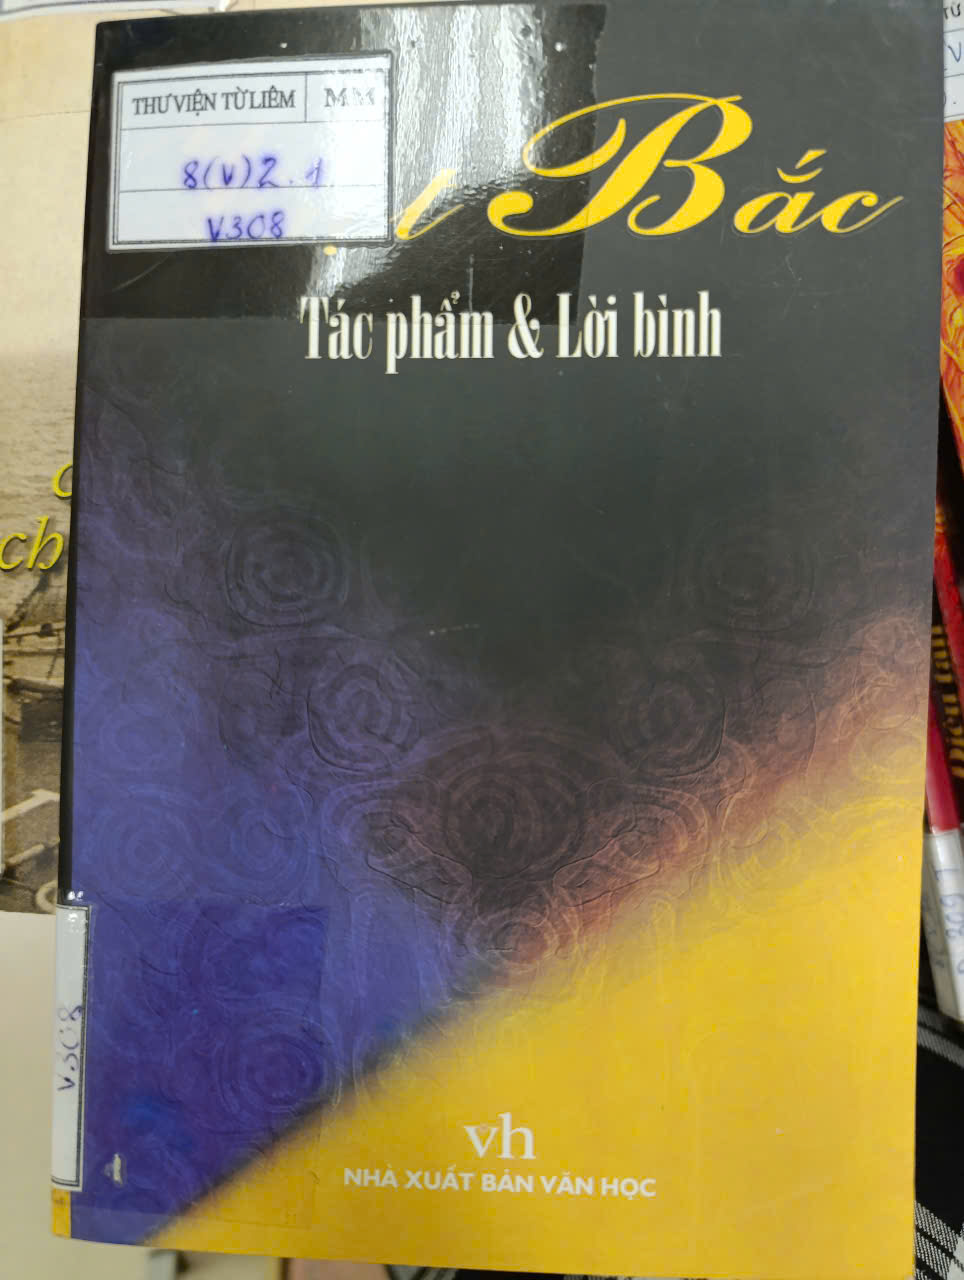 THƯ VIỆN TỪ LIÊM MM
8(V)2.1
V308
Bắc
Tác phẩm & Lời bình
ch
V308
vh
NHÀ XUẤT BẢN VĂN HỌC